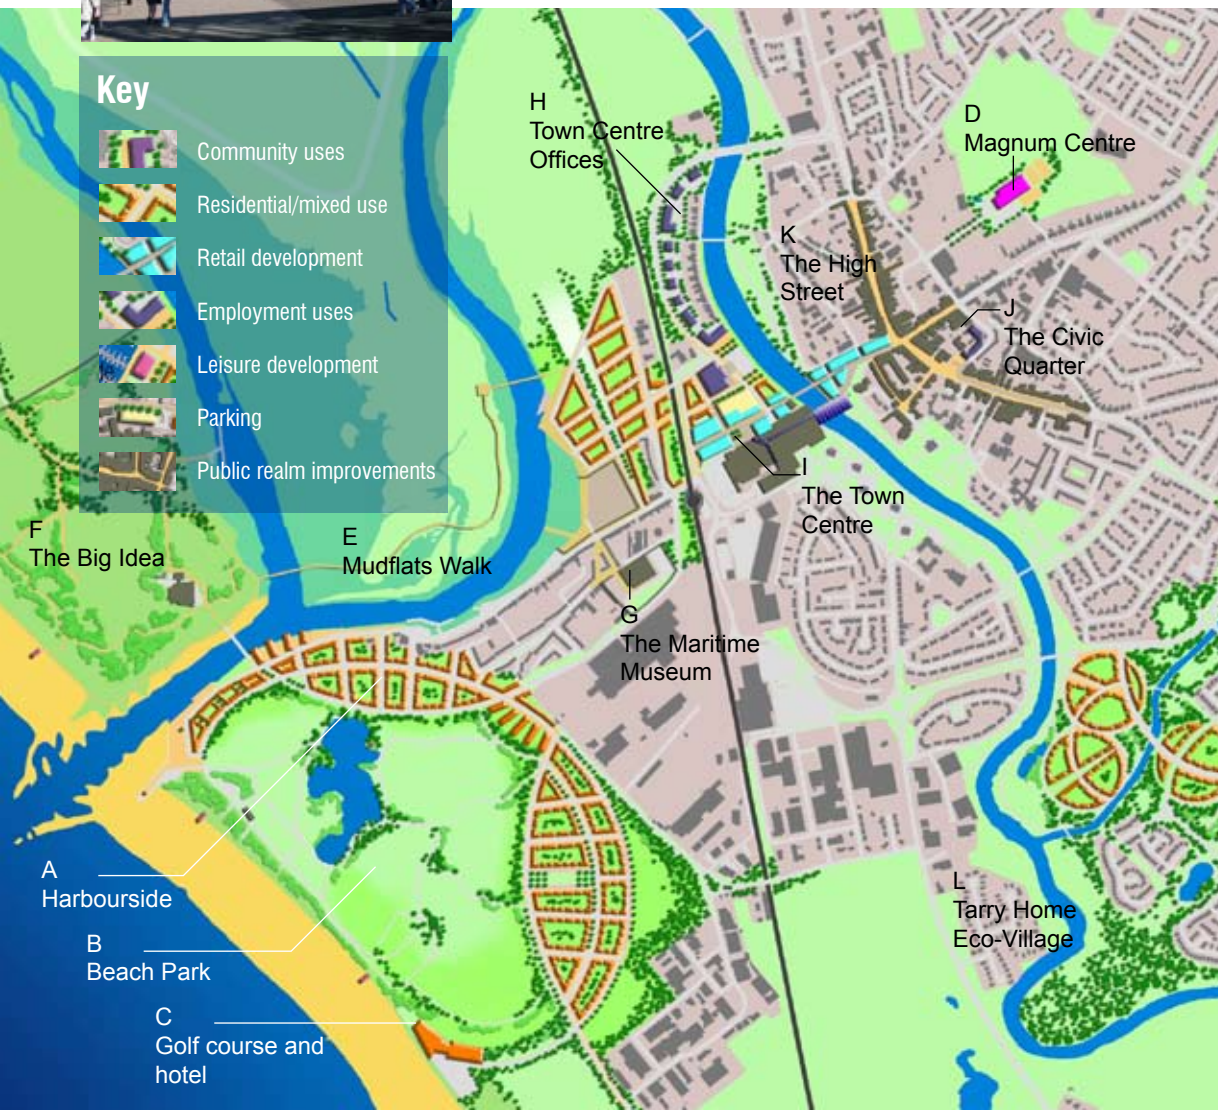 Key
Community uses
Residential/mixed use
Retail development
Employment uses
Leisure development
Parking
Public realm improvements
H
Town Centre
Offices
D
Magnum Centre
K
The High
Street
J
The Civic
Quarter
I
The Town
Centre
F
The Big Idea
E
Mudflats Walk
G
The Maritime
Museum
A
Harbourside
B
Beach Park
C
Golf course and
hotel
L
Tarry Home
Eco-Village